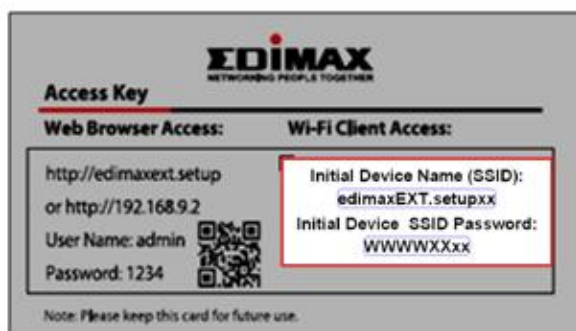 EDIMAX
NETWORKING PEOPLE TOGETHER
Access Key
Web Browser Access:
Wi-Fi Client Access:
http://edimaxext.setup
or http://192.168.9.2
User Name: admin
Password: 1234
Initial Device Name (SSID):
edimaxEXT.setupxx
Initial Device SSID Password:
WWWWXXxx
Note: Please keep this card for future use.